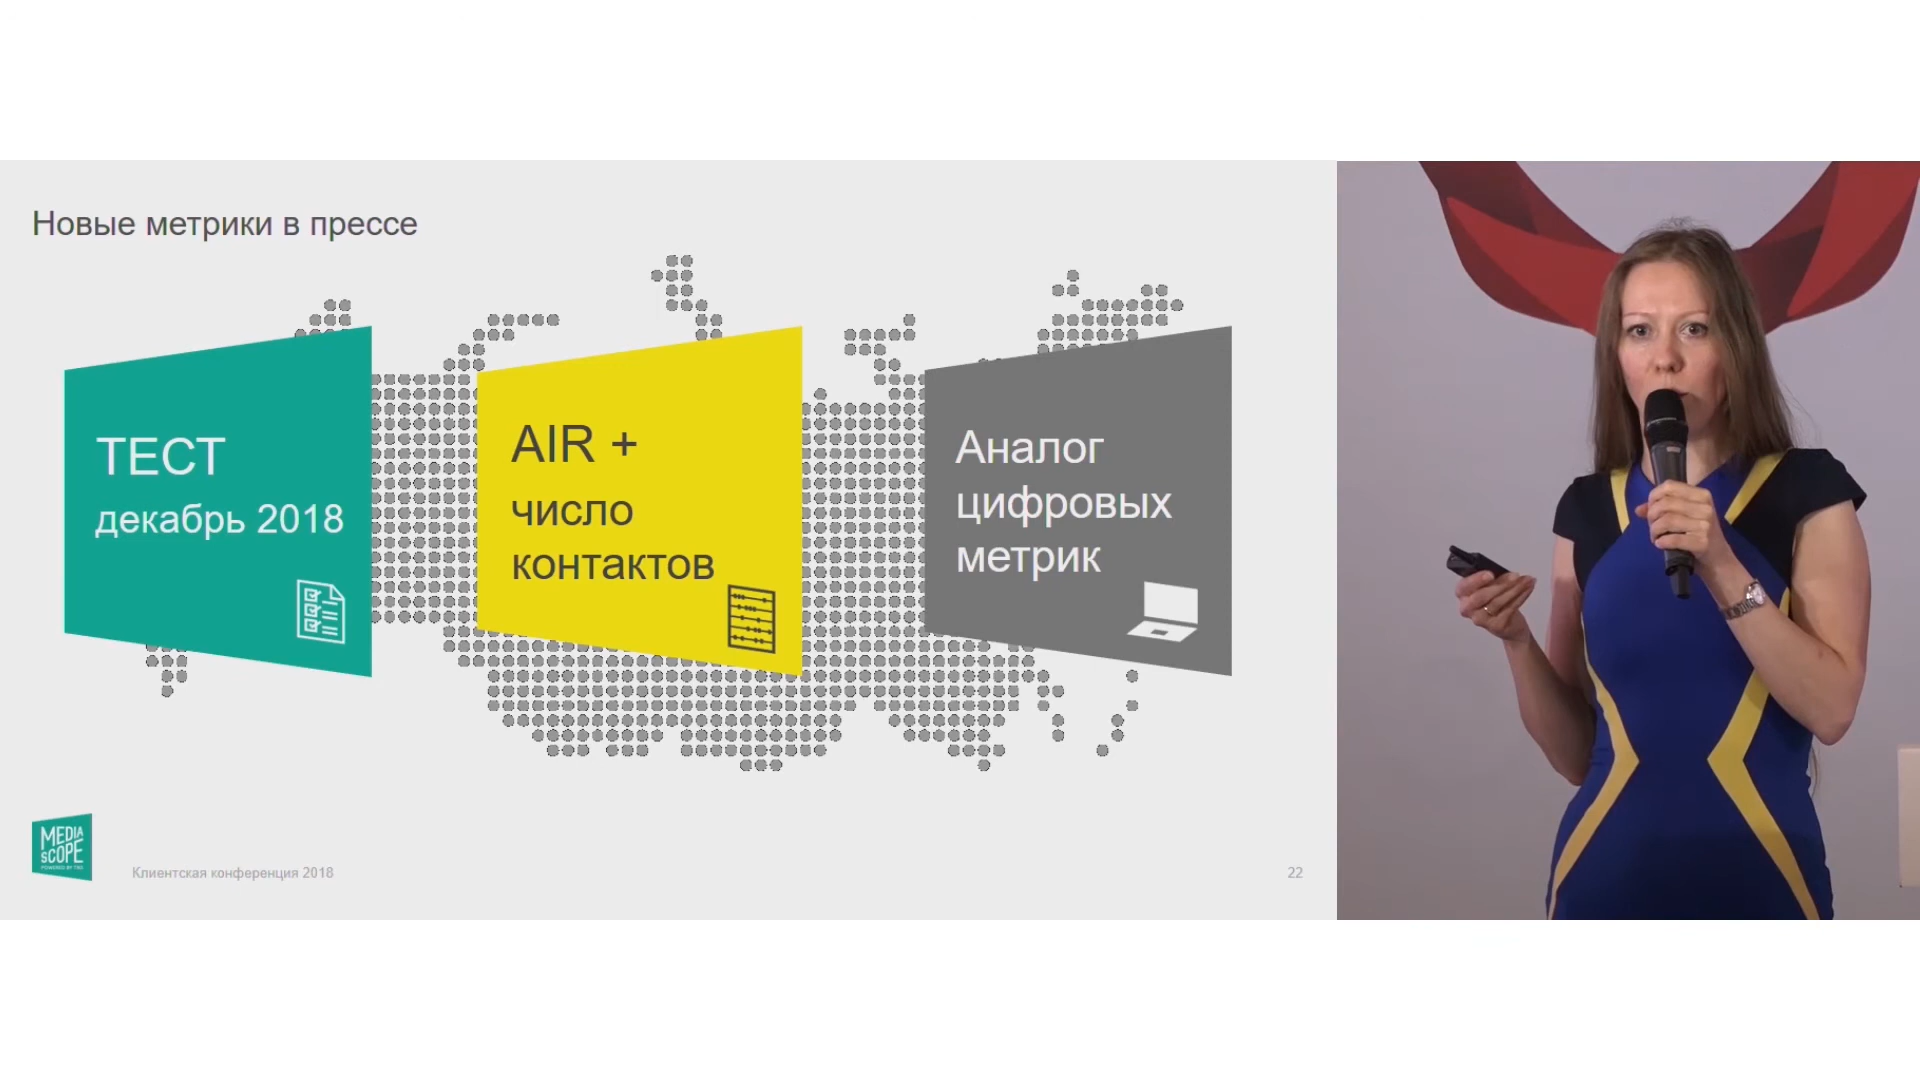 Новые метрики в прессе
ТЕСТ
декабрь 2018
AIR +
число
контактов
Аналог
цифровых
метрик
MEDIA
SCOPE
Клиентская конференция 2018
22